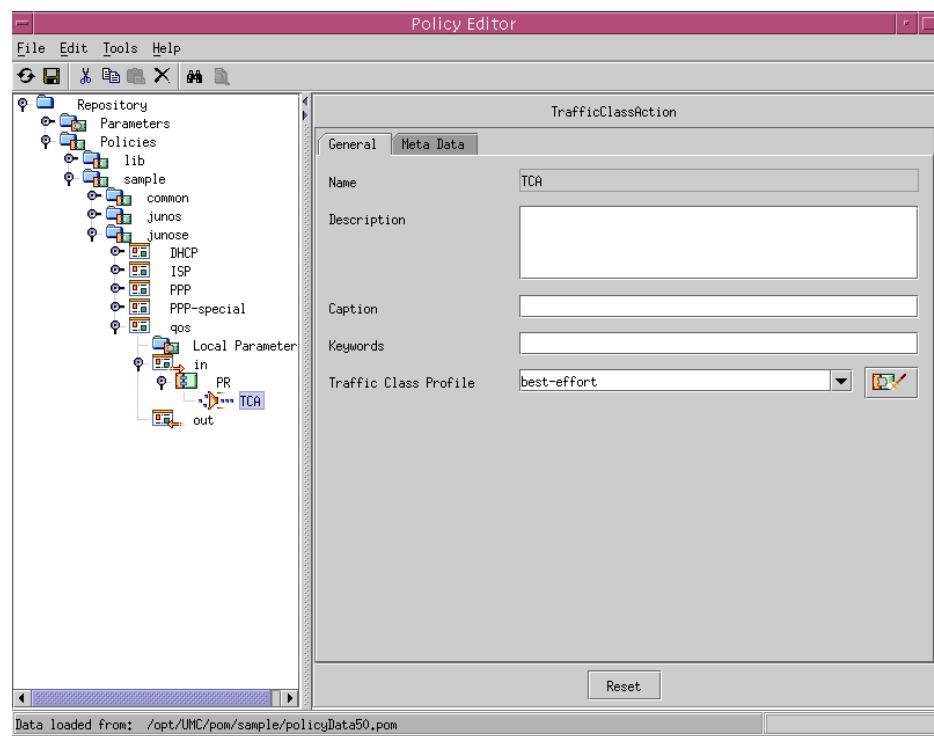 Policy Editor
File Edit Tools Help
Repository
Parameters
Policies
lib
sample
common
junos
junose
DHCP
ISP
PPP
PPP-special
qos
Local Parameter
in
PR
TCA
out
TrafficClassAction
General Meta Data
Name TCA
Description
Caption
Keywords
Traffic Class Profile best-effort
Reset
Data loaded from: /opt/UMC/pom/sample/policyData50.pom